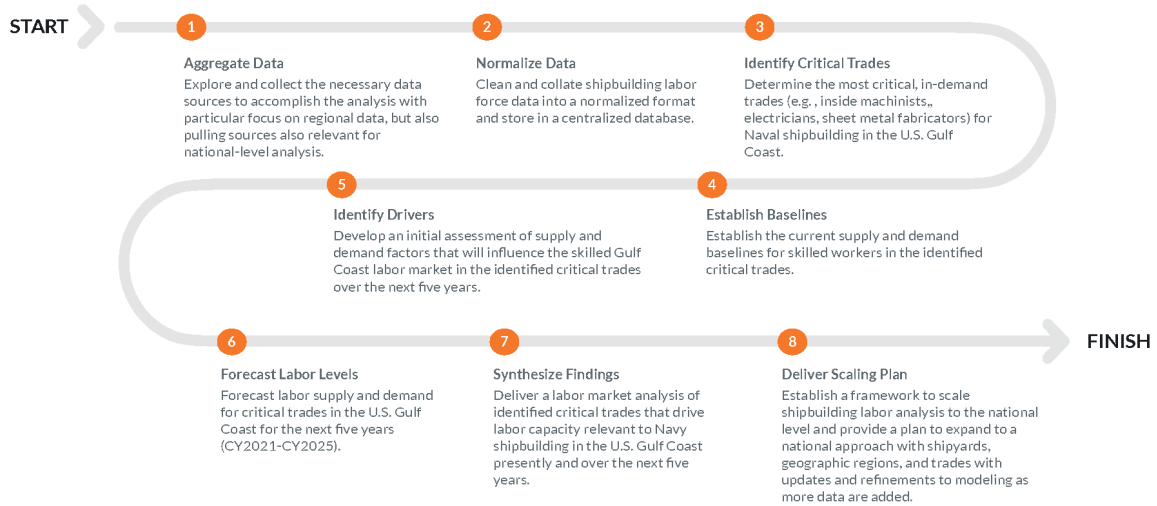 START
1
Aggregate Data
Explore and collect the necessary data
sources to accomplish the analysis with
particular focus on regional data, but also
pulling sources also relevant for
national-level analysis.
2
Normalize Data
Clean and collate shipbuilding labor
force data into a normalized format
and store in a centralized database.
3
Identify Critical Trades
Determine the most critical, in-demand
trades (e.g. , inside machinists,,
electricians, sheet metal fabricators) for
Naval shipbuilding in the U.S. Gulf
Coast.
4
Establish Baselines
Establish the current supply and demand
baselines for skilled workers in the identified
critical trades.
5
Identify Drivers
Develop an initial assessment of supply and
demand factors that will influence the skilled Gulf
Coast labor market in the identified critical trades
over the next five years.
6
Forecast Labor Levels
Forecast labor supply and demand
for critical trades in the U.S. Gulf
Coast for the next five years
(CY2021-CY2025).
7
Synthesize Findings
Deliver a labor market analysis of
identified critical trades that drive
labor capacity relevant to Navy
shipbuilding in the U.S. Gulf Coast
presently and over the next five
years.
8
Deliver Scaling Plan
Establish a framework to scale
shipbuilding labor analysis to the national
level and provide a plan to expand to a
national approach with shipyards,
geographic regions, and trades with
updates and refinements to modeling as
more data are added.
FINISH